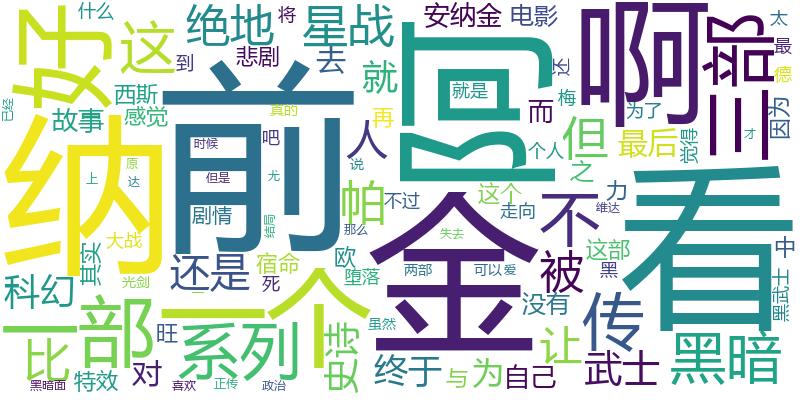 什么
好
这
绝地
星战
悲剧
将
到
去
安纳金
电影
啊
三部
太
最
德
前
阿
就
还
就是
再
而
梅
但
为了
因为
西斯
感觉
故事
已经
真的
时候
吧
人
纳
原
上
达
但是
尤
说
个人
之
最后
觉得
才
看
剧情
结局
那么
帕
不过
这个
走向
不
力
维达
其实
大战
光剑
还是
宿命
死
欧
堕落
金
失去
两部
可以
爱
被
没有
这部
黑
中
黑武士
科幻
一部
一个
旺
虽然
传
比
系列
史诗
终于
与
为
自己
让
武士
黑暗
黑暗面
特效
对
喜欢
正传
政治